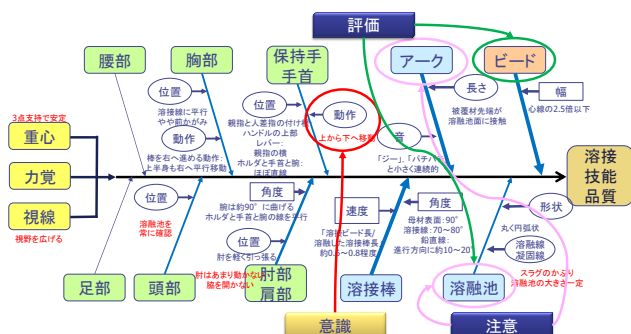 評価
腰部
胸部
保持手
手首
アーク
ビード
位置
溶接線に平行
やや前かがみ
動作
棒を右へ進める動作:
上半身も右へ平行移動
位置
親指と人差指の付け根
ハンドルの上部
レバー:
親指の横
ホルダと手首と腕:
ほぼ直線
動作
上から下へ移動
長さ
被覆材先端が
溶融池面に接触
音
「ジー」、「パチパチ」
と小さく連続的
幅
心線の2.5倍以下
3点支持で安定
重心
力覚
視線
視野を広げる
溶接
技能
品質
位置
溶融池を
常に確認
角度
腕は約90°に曲げる
ホルダと手首と腕の線を平行
位置
肘を軽く引っ張る
肘はあまり動かない
脇を開かない
速度
「溶接ビード長/
溶融した溶接棒長」
約0.6~0.8程度
角度
母材表面:90°
溶接線:70~80°
鉛直線:
進行方向に約10~20°
形状
丸く円弧状
溶融線
凝固線
スラグのかぶり
溶融池の大きさ一定
足部
頭部
肘部
肩部
溶接棒
溶融池
意識
注意